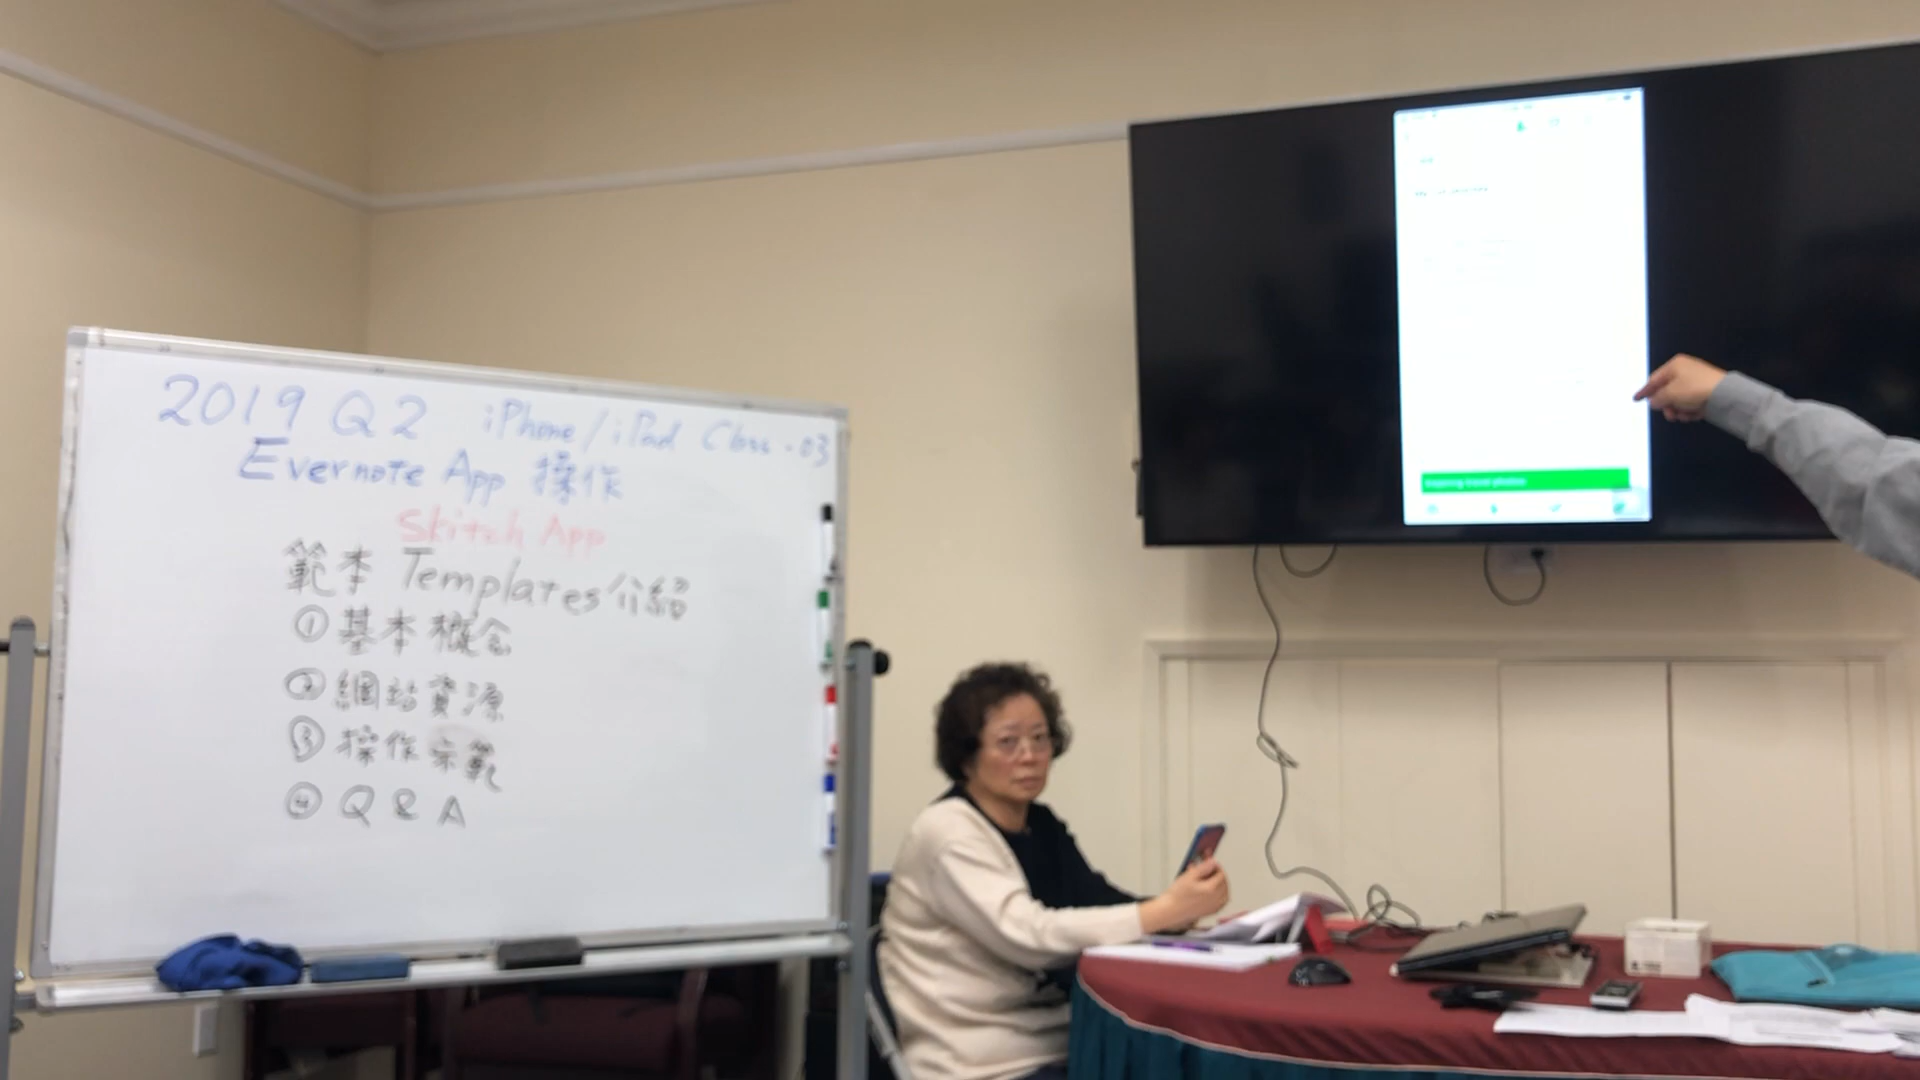 2019 Q2 iPhone/iPad Class-03
Evernote App 操作
Skitch App
範本 Templates 介紹
① 基本概念
② 網站資源
③ 操作示範
④ Q & A